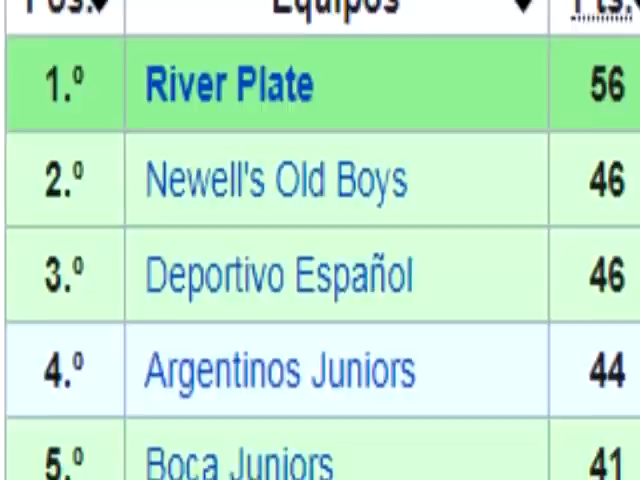 Pos. Equipos Pts.
1.º River Plate 56
2.º Newell's Old Boys 46
3.º Deportivo Español 46
4.º Argentinos Juniors 44
5.º Boca Juniors 41